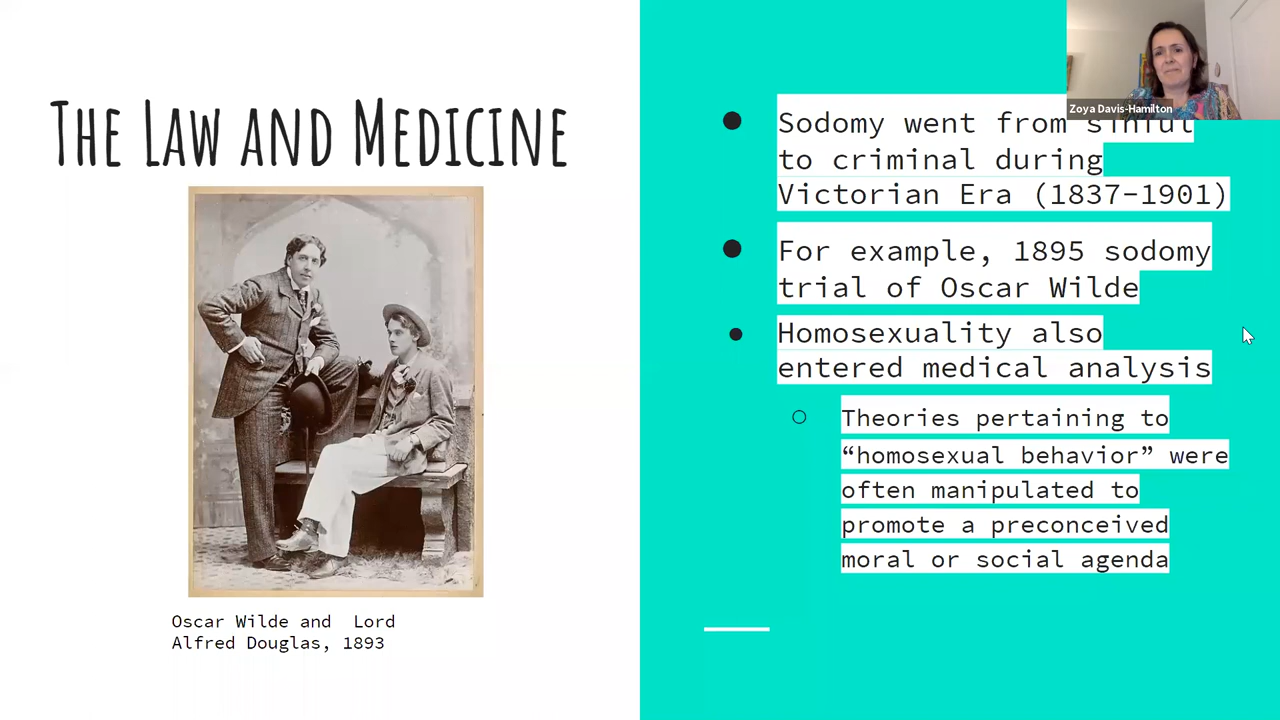 THE LAW AND MEDICINE
Oscar Wilde and Lord
Alfred Douglas, 1893
Zoya Davis-Hamilton
Sodomy went from sinful
to criminal during
Victorian Era (1837-1901)
For example, 1895 sodomy
trial of Oscar Wilde
Homosexuality also
entered medical analysis
Theories pertaining to
“homosexual behavior” were
often manipulated to
promote a preconceived
moral or social agenda